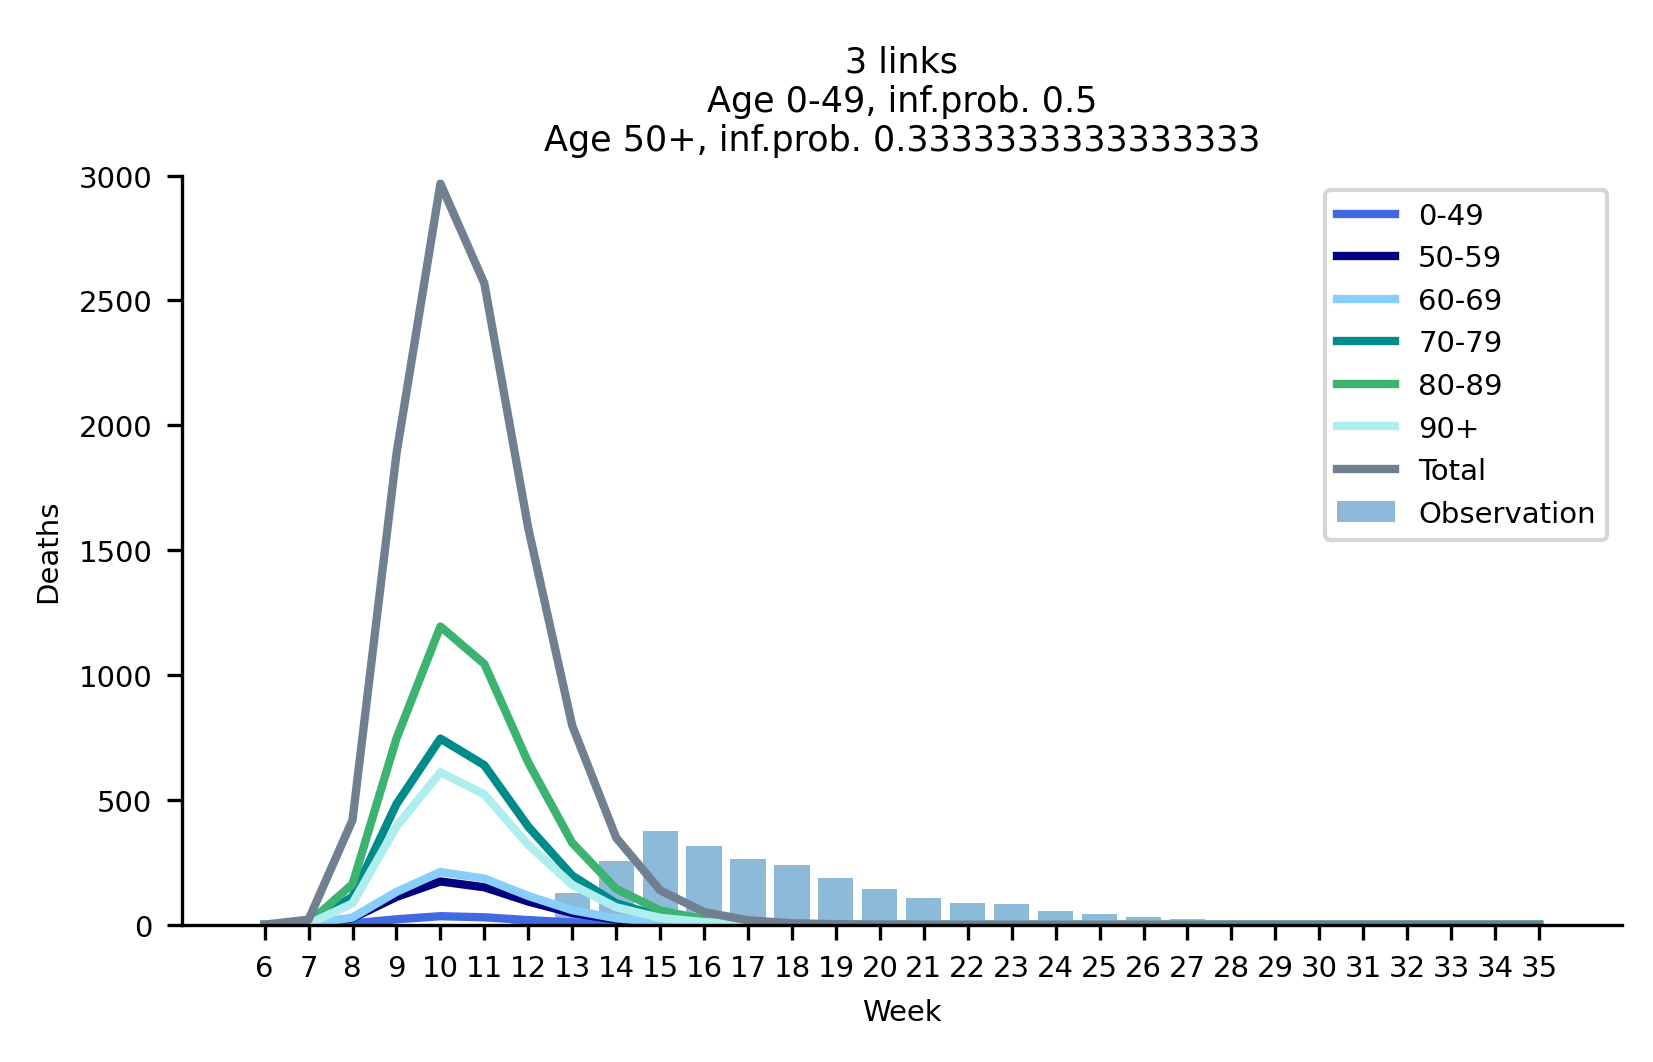 3 links
Age 0-49, inf.prob. 0.5
Age 50+, inf.prob. 0.3333333333333333
3000
2500
2000
1500
1000
500
0
Deaths
0-49
50-59
60-69
70-79
80-89
90+
Total
Observation
6 7 8 9 10 11 12 13 14 15 16 17 18 19 20 21 22 23 24 25 26 27 28 29 30 31 32 33 34 35
Week